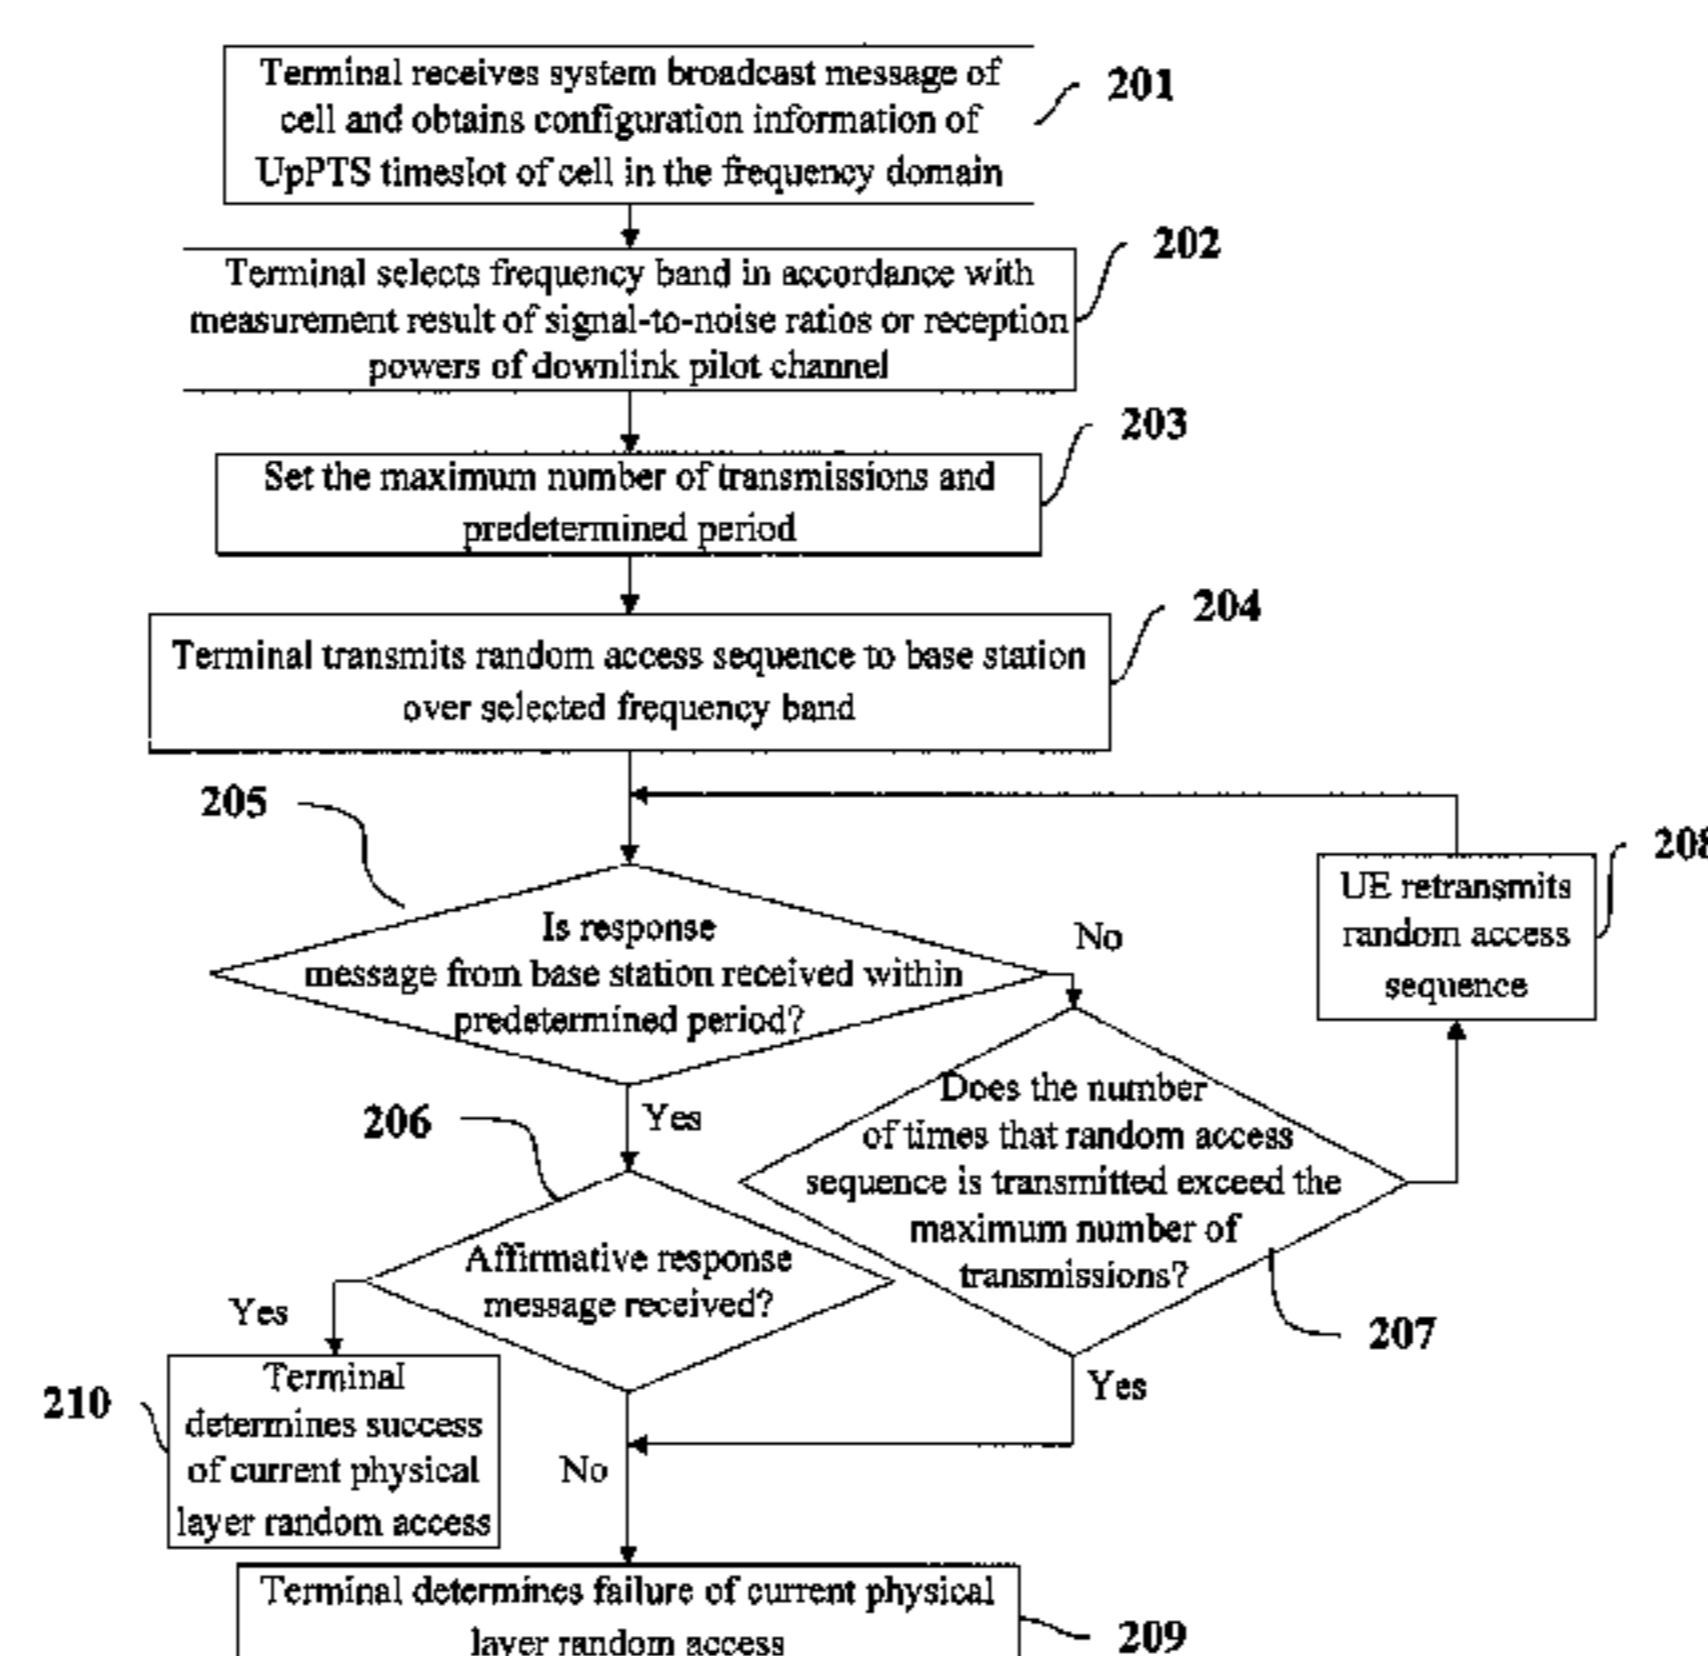 Terminal receives system broadcast message of
cell and obtains configuration information of
UpPTS timeslot of cell in the frequency domain
201
Terminal selects frequency band in accordance with
measurement result of signal-to-noise ratios or reception
powers of downlink pilot channel
202
Set the maximum number of transmissions and
predetermined period
203
Terminal transmits random access sequence to base station
over selected frequency band
204
205
Is response
message from base station received within
predetermined period?
No
UE retransmits
random access
sequence
208
Yes
206
Does the number
of times that random access
sequence is transmitted exceed the
maximum number of
transmissions?
207
Affirmative response
message received?
Yes
Yes
No
210
Terminal
determines success
of current physical
layer random access
Terminal determines failure of current physical
layer random access
209